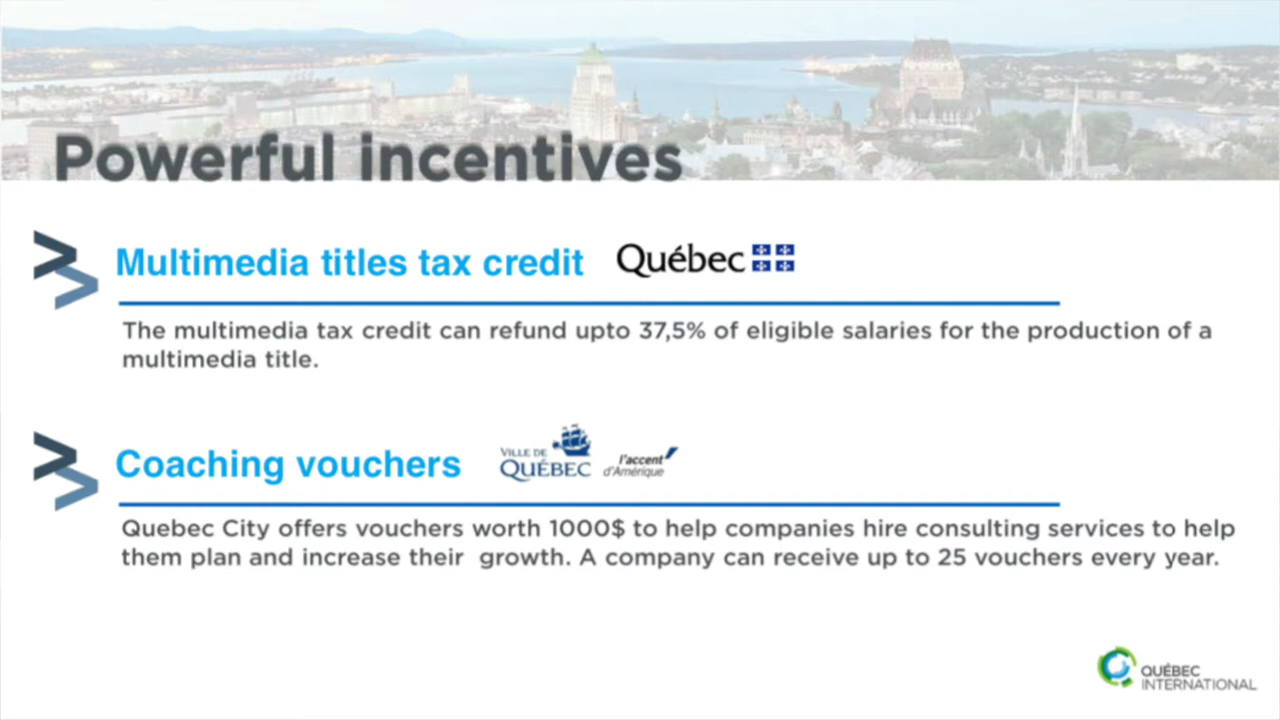 Powerful incentives
Multimedia titles tax credit
Québec
The multimedia tax credit can refund upto 37,5% of eligible salaries for the production of a
multimedia title.
Coaching vouchers
VILLE DE
QUÉBEC
l'accent
d'Amérique
Quebec City offers vouchers worth 1000$ to help companies hire consulting services to help
them plan and increase their  growth. A company can receive up to 25 vouchers every year.
QUÉBEC
INTERNATIONAL